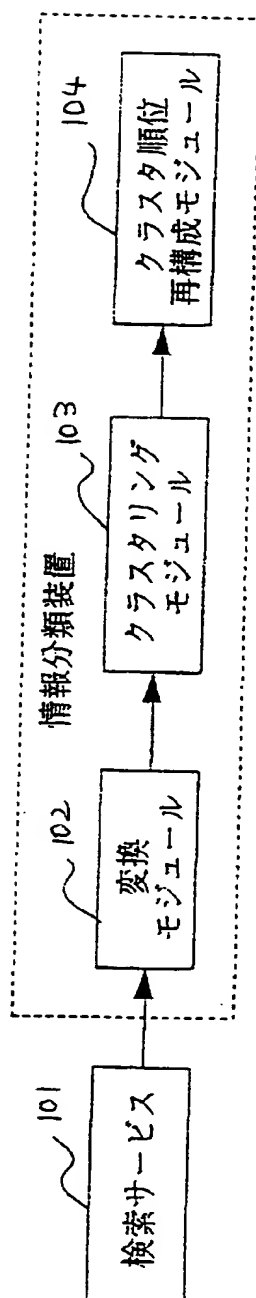 情報分類装置
101
検索サービス
102
変換
モジュール
103
クラスタリング
モジュール
104
クラスタ順位
再構成モジュール